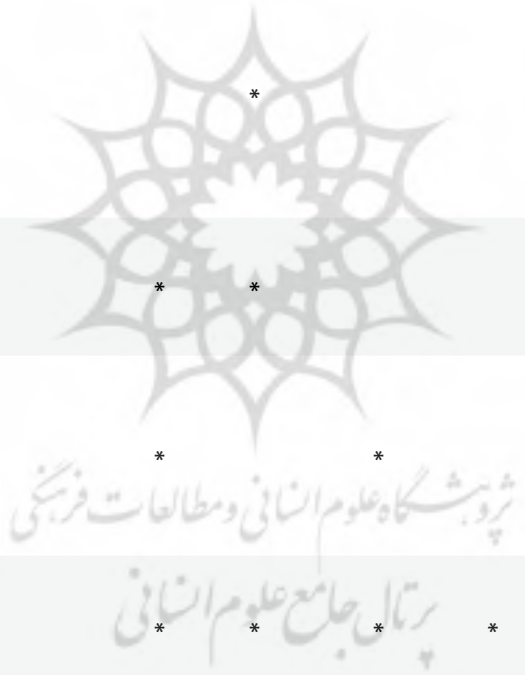 *
* *
* *
پژوهشگاه علوم انسانی و مطالعات فرهنگی
پرتال جامع علوم انسانی
* * * *